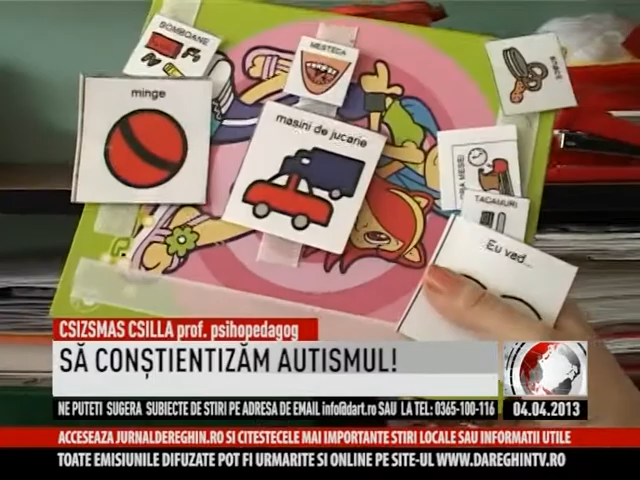 BOMBOANE
MESTECA
minge
masini de jucarie
MESEI
TACAMURI
Eu vad...
CSIZSMAS CSILLA prof. psihopedagog
SĂ CONȘTIENTIZĂM AUTISMUL!
NE PUTETI SUGERA SUBIECTE DE STIRI PE ADRESA DE EMAIL info@dart.ro SAU LA TEL: 0365-100-116
04.04.2013
ACCESEAZA JURNALDEREGHIN.RO SI CITESTECELE MAI IMPORTANTE STIRI LOCALE SAU INFORMATII UTILE
TOATE EMISIUNILE DIFUZATE POT FI URMARITE SI ONLINE PE SITE-UL WWW.DAREGHINTV.RO